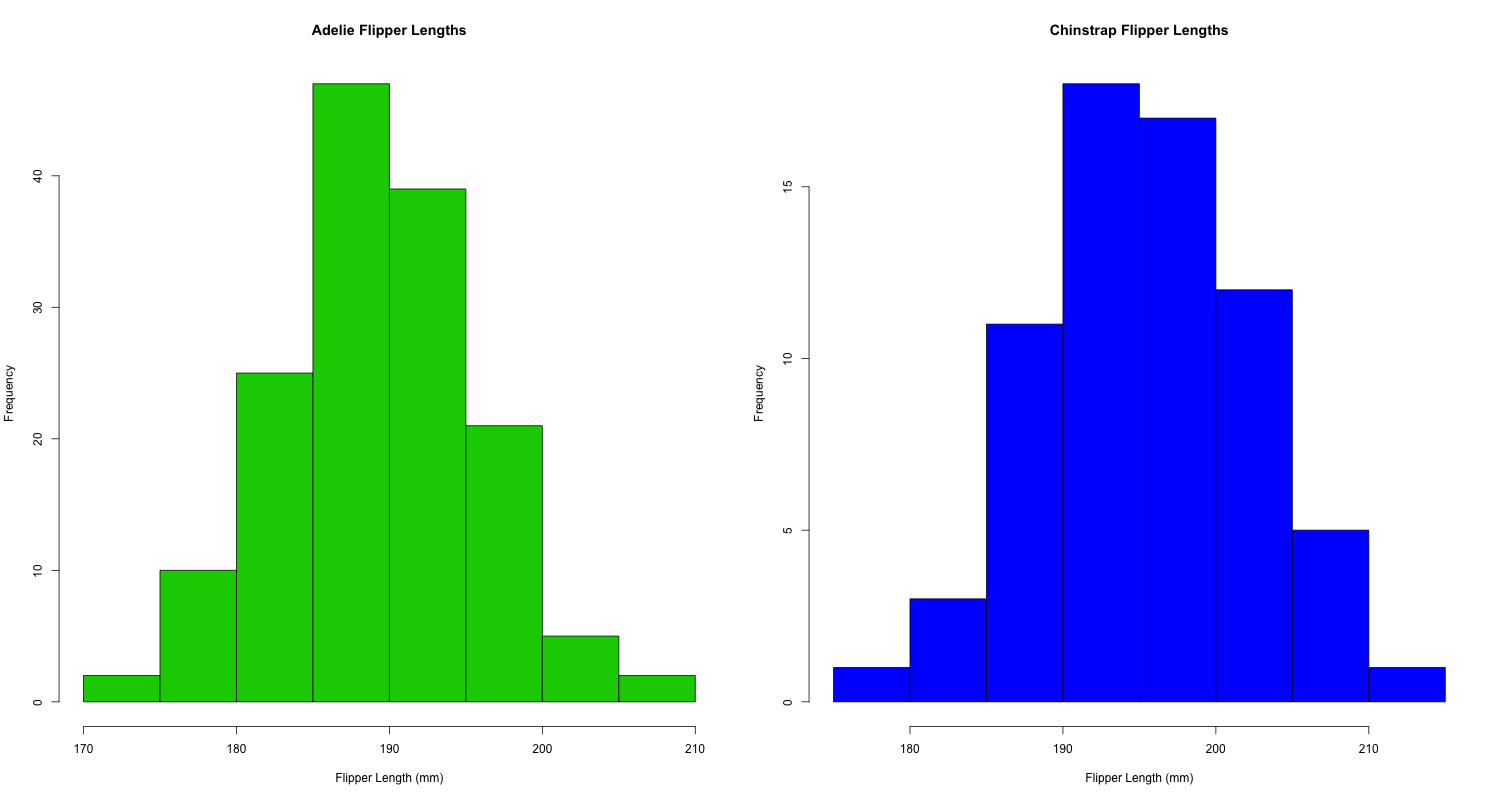 Adelie Flipper Lengths
Frequency
40
30
20
10
0
170 180 190 200 210
Flipper Length (mm)
Chinstrap Flipper Lengths
Frequency
15
10
5
0
180 190 200 210
Flipper Length (mm)